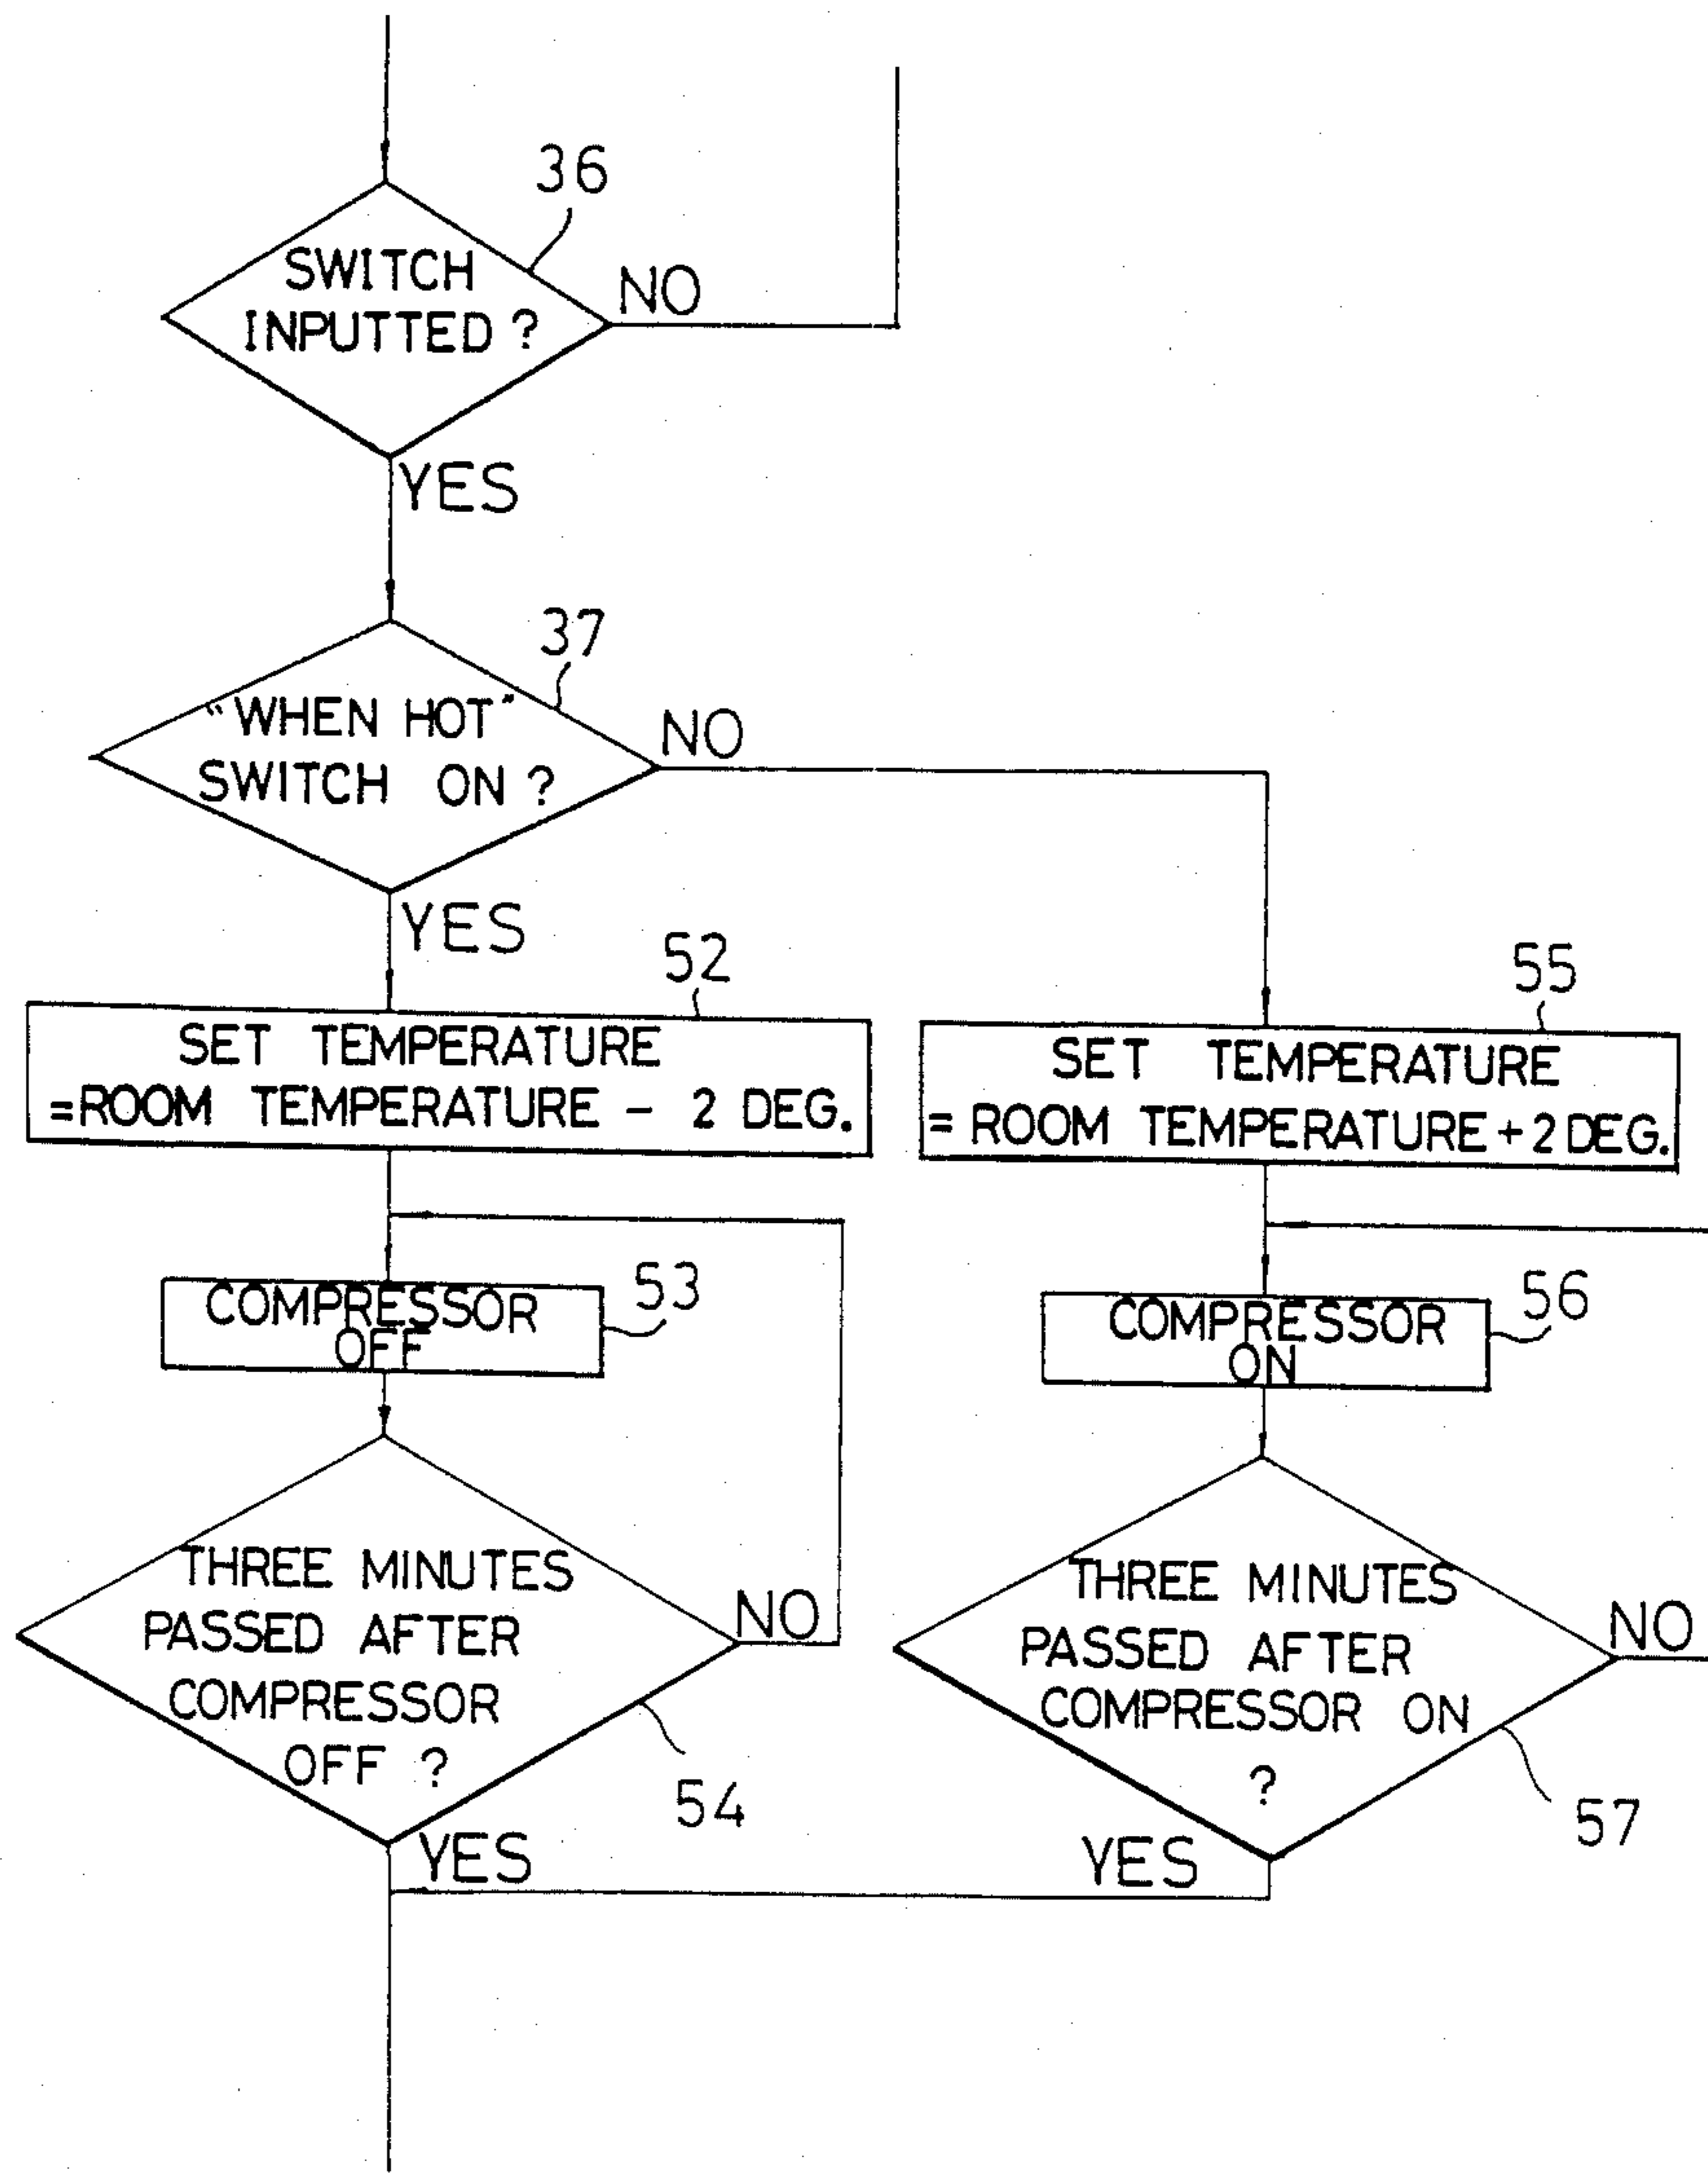 36
SWITCH
INPUTTED ?
NO
YES
37
"WHEN HOT"
SWITCH ON ?
NO
YES
52
SET TEMPERATURE
=ROOM TEMPERATURE - 2 DEG.
55
SET TEMPERATURE
= ROOM TEMPERATURE + 2 DEG.
COMPRESSOR
OFF
53
COMPRESSOR
ON
56
THREE MINUTES
PASSED AFTER
COMPRESSOR
OFF ?
NO
54
YES
THREE MINUTES
PASSED AFTER
COMPRESSOR ON
?
NO
57
YES